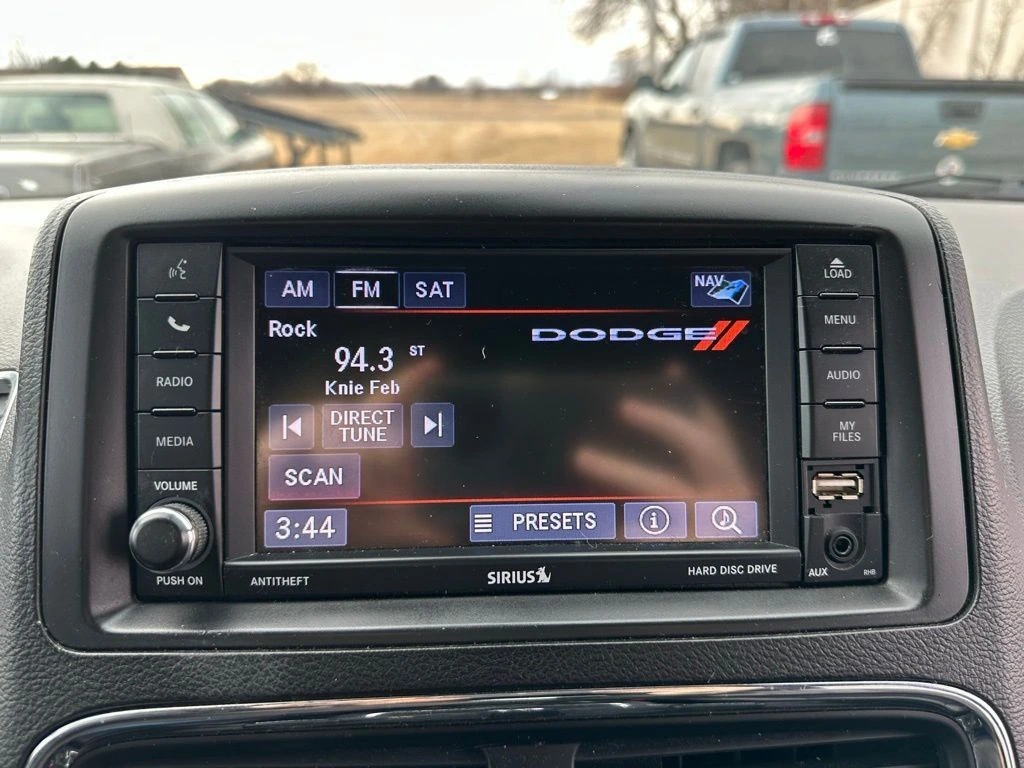 LOAD
AM FM SAT NAV
MENU
Rock
DODGE
94.3 ST
Knie Feb
RADIO
AUDIO
DIRECT
TUNE
MEDIA
MY
FILES
SCAN
VOLUME
3:44 PRESETS
PUSH ON
ANTITHEFT
SIRIUS
HARD DISC DRIVE
AUX
RHB